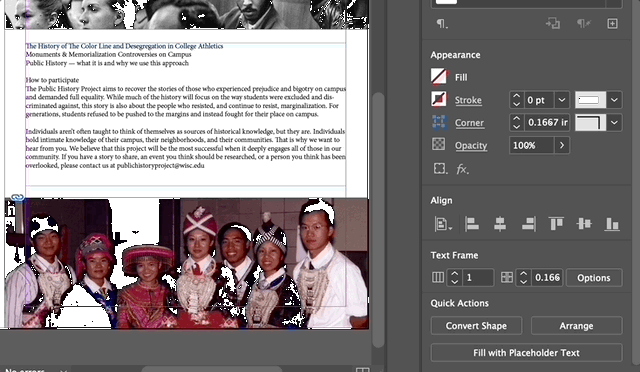 The History of The Color Line and Desegregation in College Athletics
Monuments & Memorialization Controversies on Campus
Public History — what it is and why we use this approach
How to participate
The Public History Project aims to recover the stories of those who experienced prejudice and bigotry on campus
and demanded full equality. While much of the history will focus on the way students were excluded and dis-
criminated against, this story is also about the people who resisted, and continue to resist, marginalization. For
generations, students refused to be pushed to the margins and instead fought for their place on campus.
Individuals aren't often taught to think of themselves as sources of historical knowledge, but they are. Individuals
hold intimate knowledge of their campus, their neighborhoods, and their communities. That is why we want to
hear from you. We believe that this project will be the most successful when it deeply engages all of those in our
community. If you have a story to share, an event you think should be researched, or a person you think has been
overlooked, please contact us at publichistoryproject@wisc.edu
Appearance
Fill
Stroke
0 pt
Corner
0.1667 in
Opacity
100%
fx.
Align
Text Frame
1
0.166
Options
Quick Actions
Convert Shape
Arrange
Fill with Placeholder Text
No errors